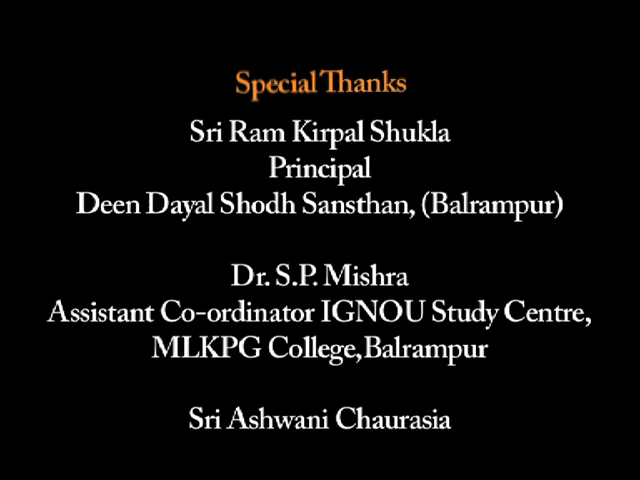 Special Thanks
Sri Ram Kirpal Shukla
Principal
Deen Dayal Shodh Sansthan, (Balrampur)
Dr. S.P. Mishra
Assistant Co-ordinator IGNOU Study Centre,
MLKPG College,Balrampur
Sri Ashwani Chaurasia